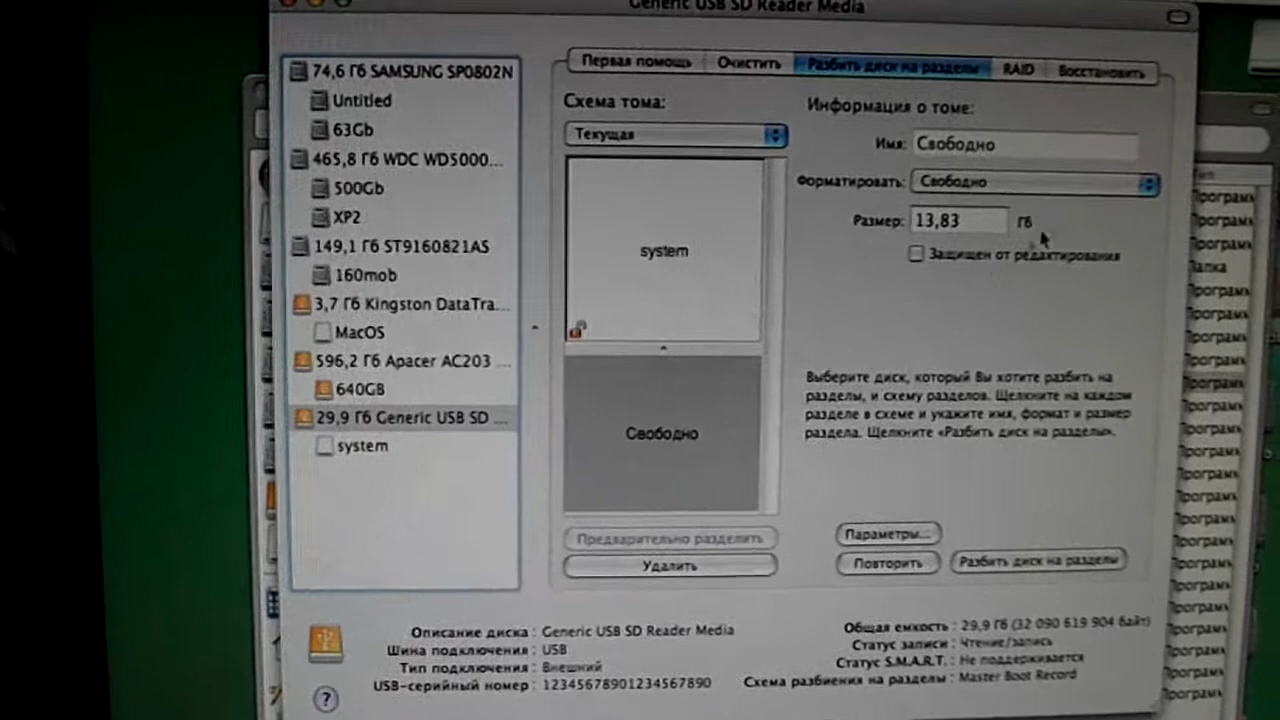 Generic USB SD Reader Media
74,6 Гб SAMSUNG SP0802N
Untitled
63Gb
465,8 Гб WDC WD5000...
500Gb
XP2
149,1 Гб ST9160821AS
160mob
3,7 Гб Kingston DataTra...
MacOS
596,2 Гб Apacer AC203 ...
640GB
29,9 Гб Generic USB SD ...
system
Первая помощь Очистить Разбить диск на разделы RAID Восстановить
Схема тома:
Текущая
system
Свободно
Предварительно разделить
Удалить
Информация о томе:
Имя: Свободно
Форматировать: Свободно
Размер: 13,83 Гб
Защищен от редактирования
Выберите диск, который Вы хотите разбить на
разделы, и схему разделов. Щелкните на каждом
разделе в схеме и укажите имя, формат и размер
раздела. Щелкните «Разбить диск на разделы».
Параметры...
Повторить Разбить диск на разделы
Описание диска : Generic USB SD Reader Media
Шина подключения : USB
Тип подключения : Внешний
USB-серийный номер : 12345678901234567890
Общая емкость : 29,9 Гб (32 090 619 904 байт)
Статус записи : Чтение/запись
Статус S.M.A.R.T. : Не поддерживается
Схема разбиения на разделы : Master Boot Record
?